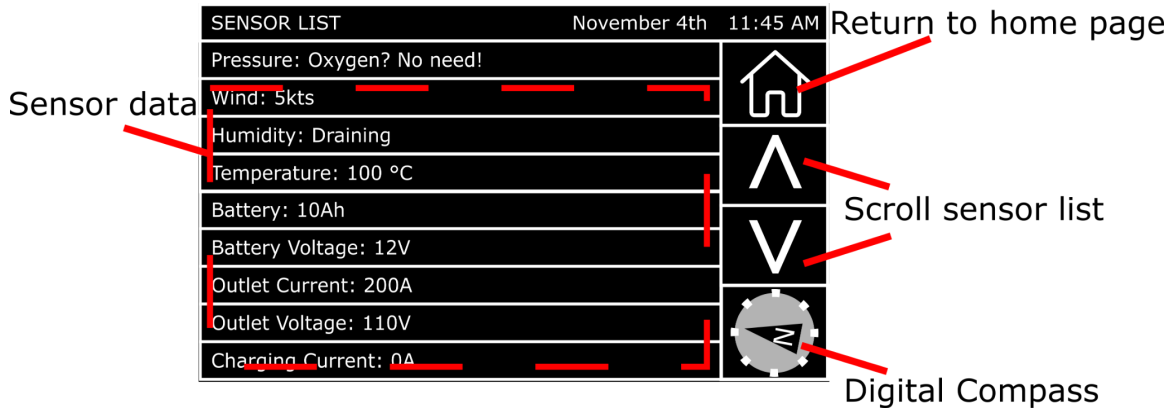 SENSOR LIST November 4th 11:45 AM
Return to home page
Pressure: Oxygen? No need!
Sensor data
Wind: 5kts
Humidity: Draining
Temperature: 100 °C
Battery: 10Ah
Scroll sensor list
Battery Voltage: 12V
Outlet Current: 200A
Outlet Voltage: 110V
N
Charging Current: 0A
Digital Compass